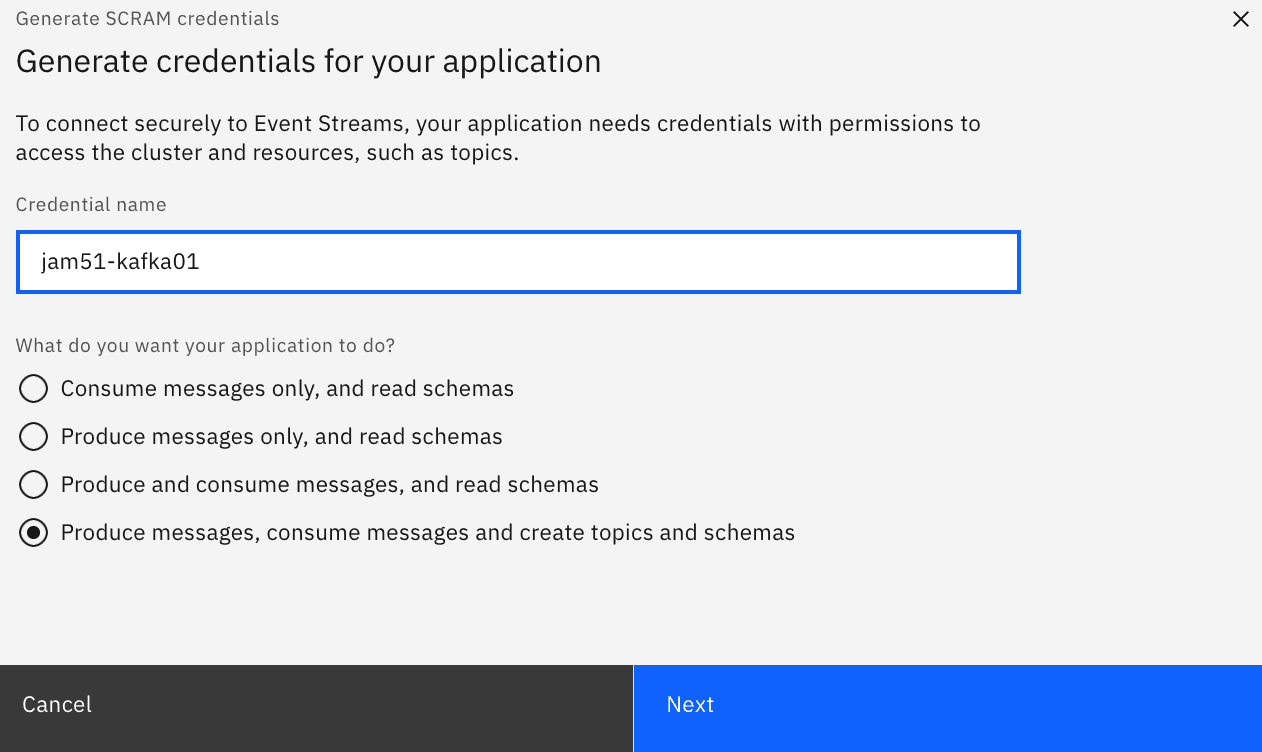 Generate SCRAM credentials
Generate credentials for your application
To connect securely to Event Streams, your application needs credentials with permissions to
access the cluster and resources, such as topics.
Credential name
jam51-kafka01
What do you want your application to do?
Consume messages only, and read schemas
Produce messages only, and read schemas
Produce and consume messages, and read schemas
Produce messages, consume messages and create topics and schemas
Cancel
Next